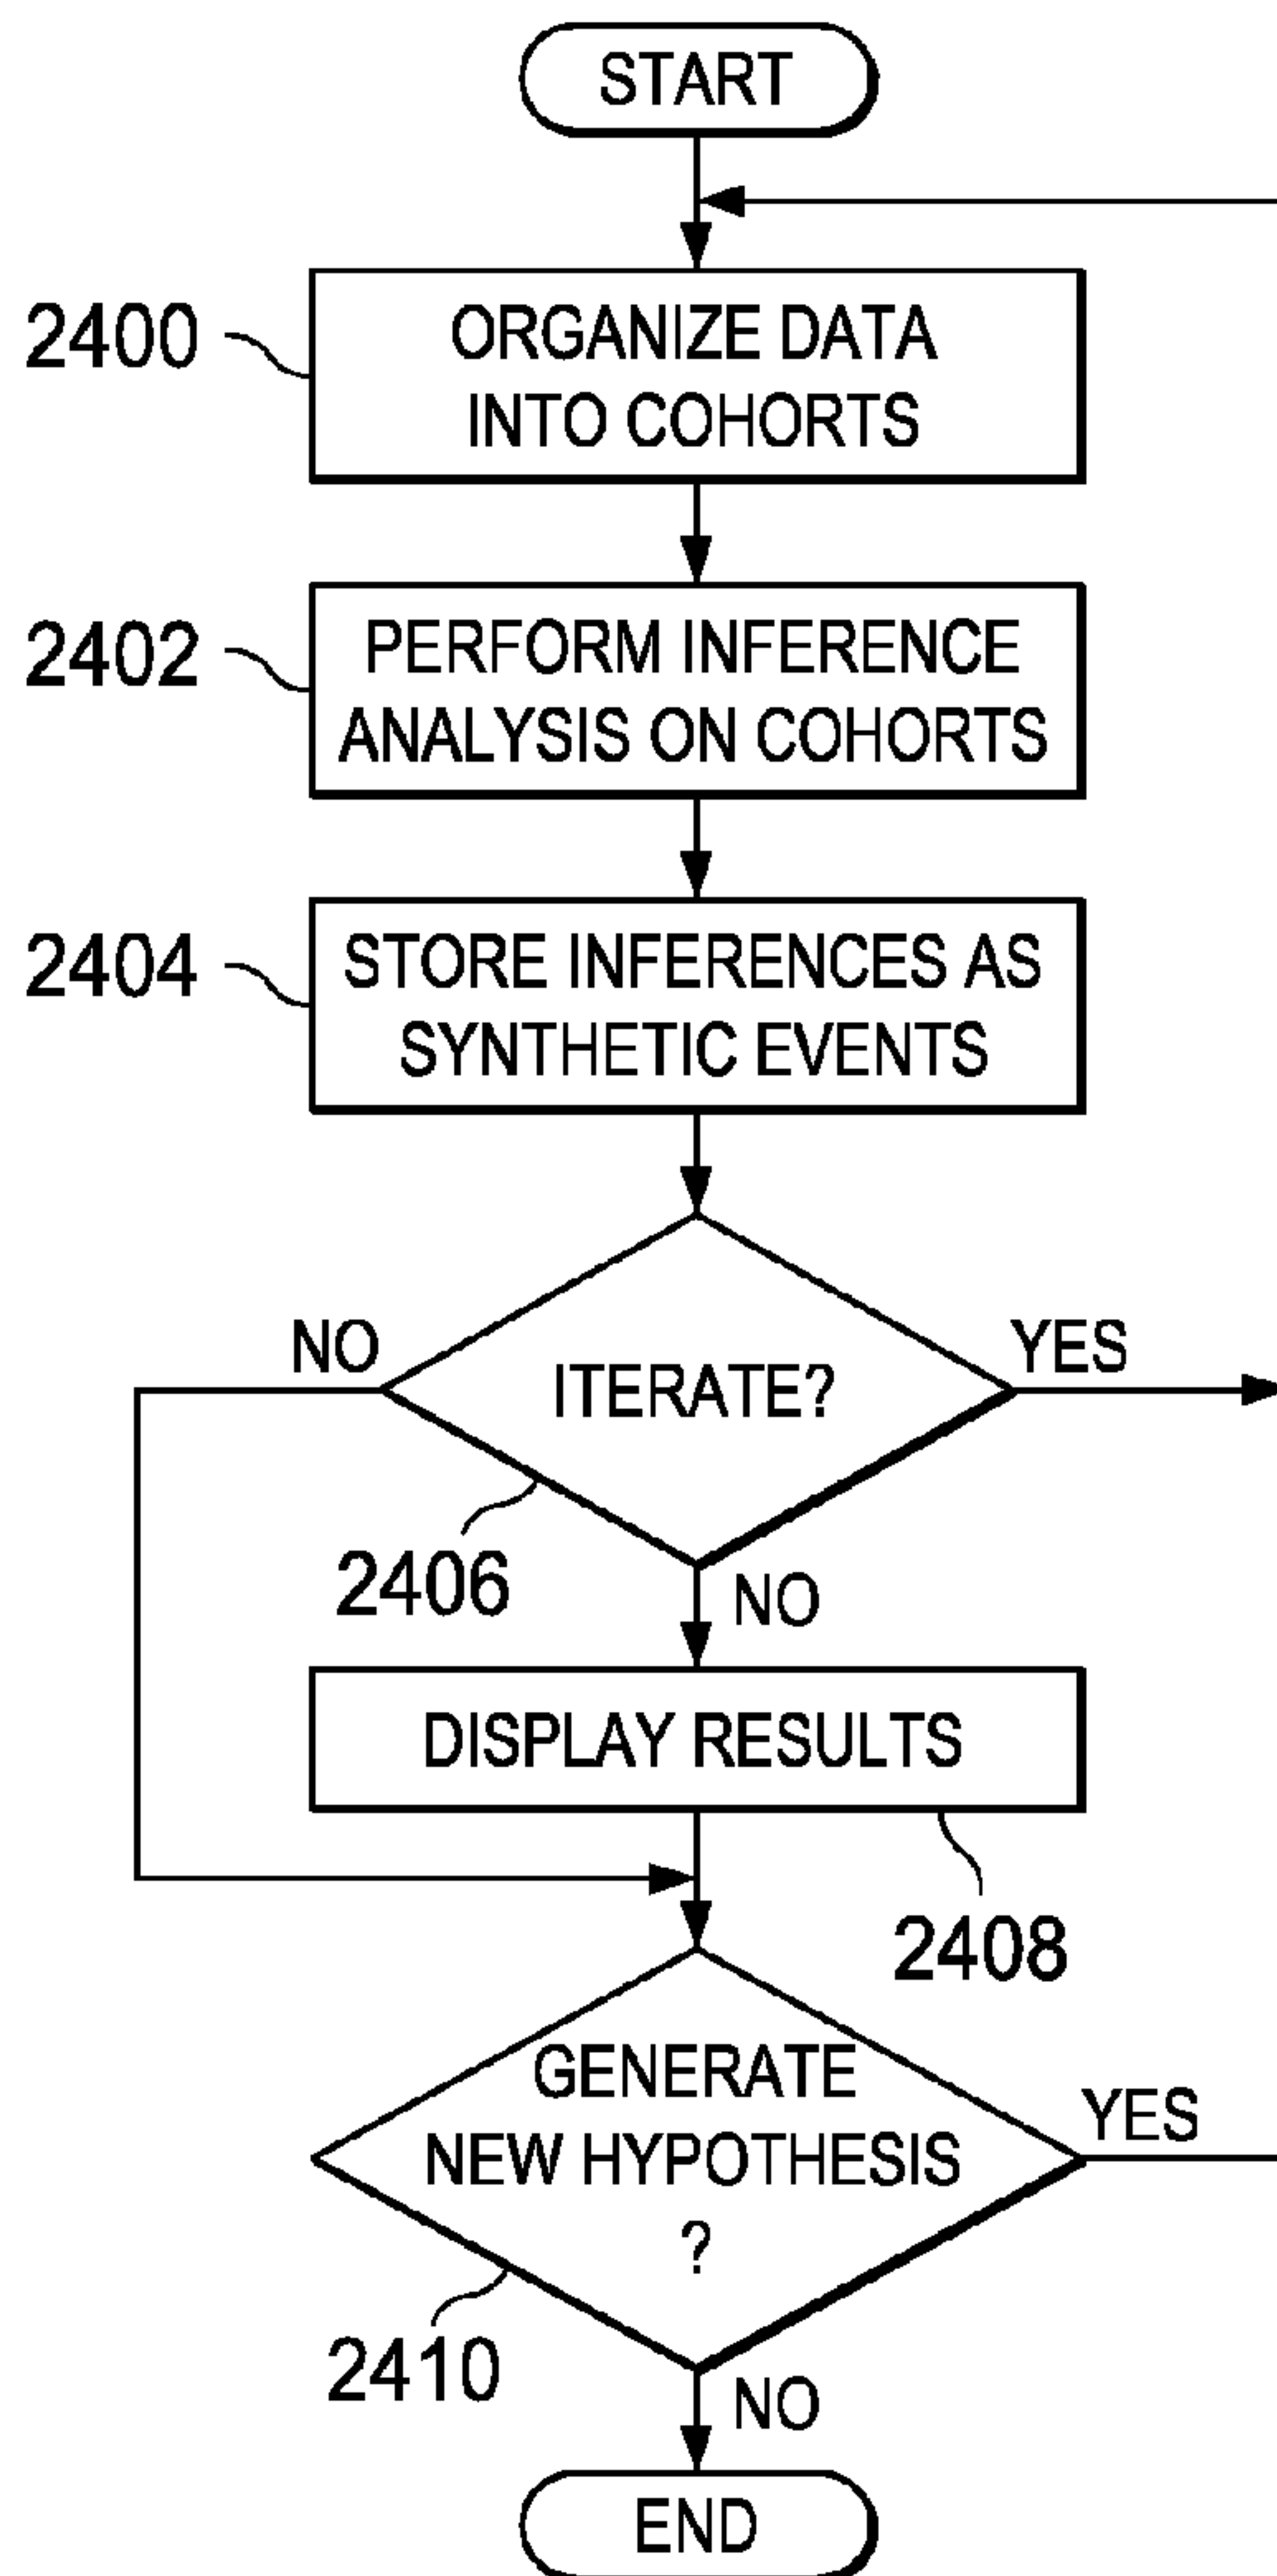 START
2400
ORGANIZE DATA
INTO COHORTS
2402
PERFORM INFERENCE
ANALYSIS ON COHORTS
2404
STORE INFERENCES AS
SYNTHETIC EVENTS
NO
ITERATE?
YES
2406
NO
DISPLAY RESULTS
2408
GENERATE
NEW HYPOTHESIS
?
YES
2410
NO
END